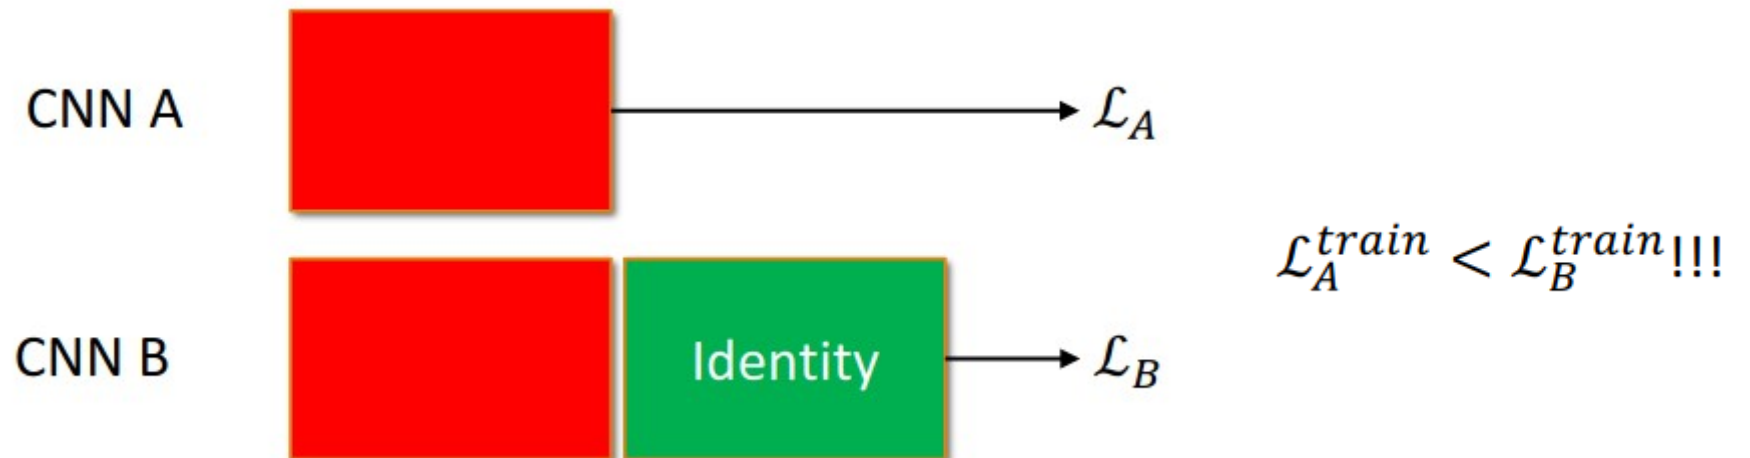 CNN A
ℒ_A
ℒ_A^train < ℒ_B^train!!!
CNN B
Identity
ℒ_B